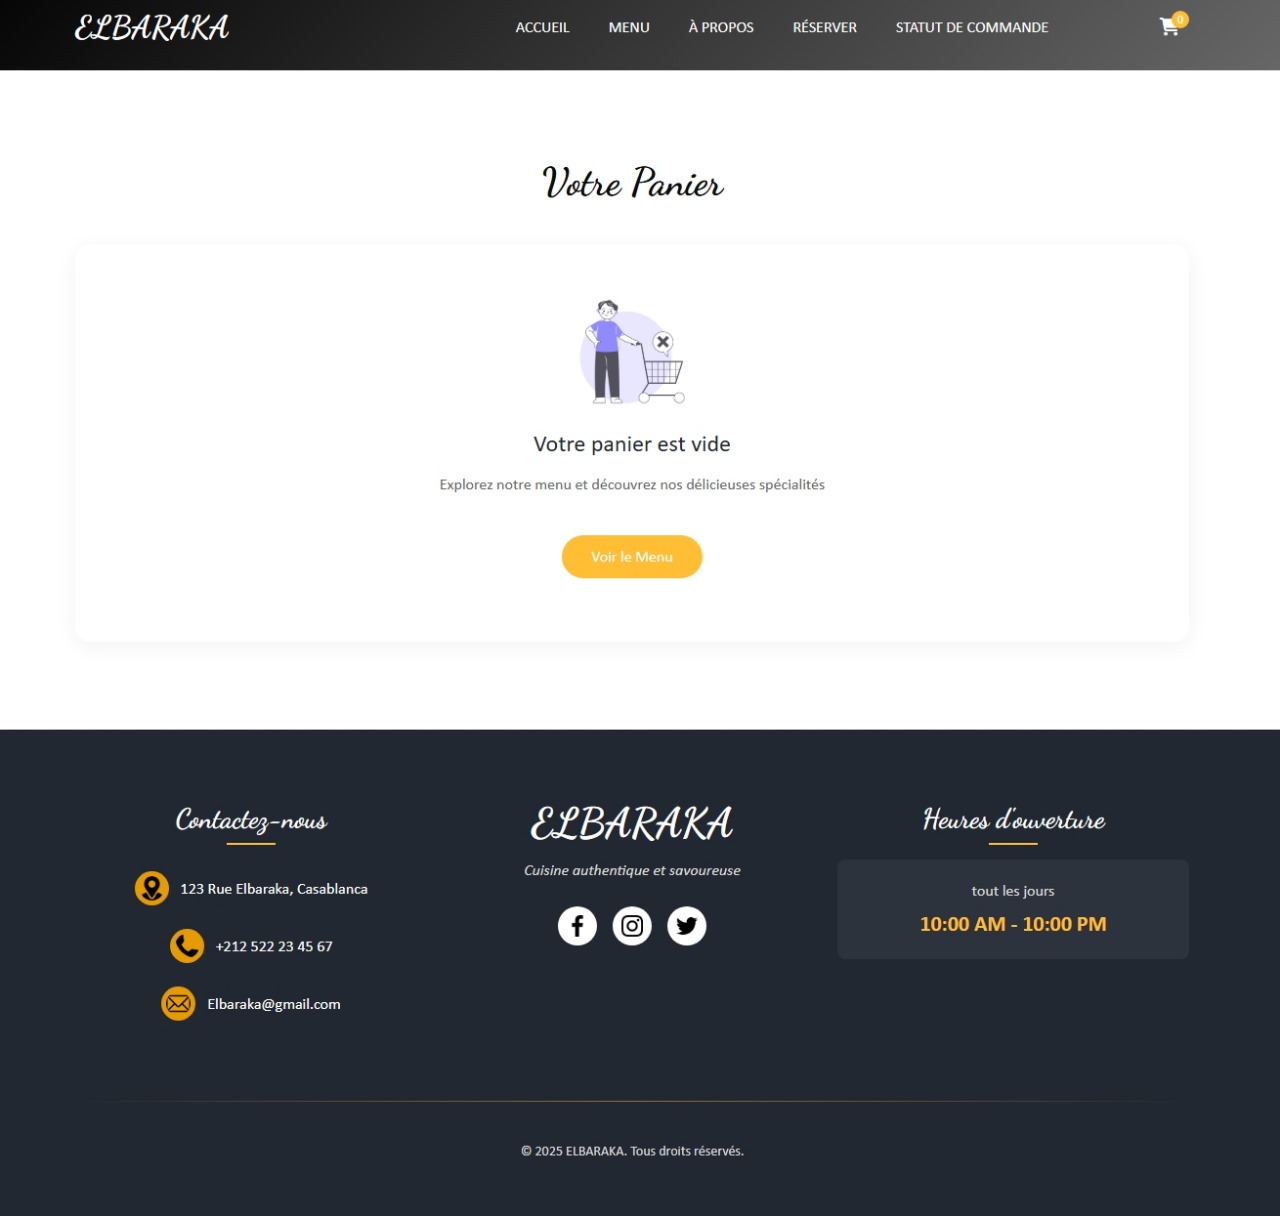 ELBARAKA
ACCUEIL MENU À PROPOS RÉSERVER STATUT DE COMMANDE 0
Votre Panier
Votre panier est vide
Explorez notre menu et découvrez nos délicieuses spécialités
Voir le Menu
Contactez-nous
123 Rue Elbaraka, Casablanca
+212 522 23 45 67
Elbaraka@gmail.com
ELBARAKA
Cuisine authentique et savoureuse
Heures d'ouverture
tout les jours
10:00 AM - 10:00 PM
© 2025 ELBARAKA. Tous droits réservés.